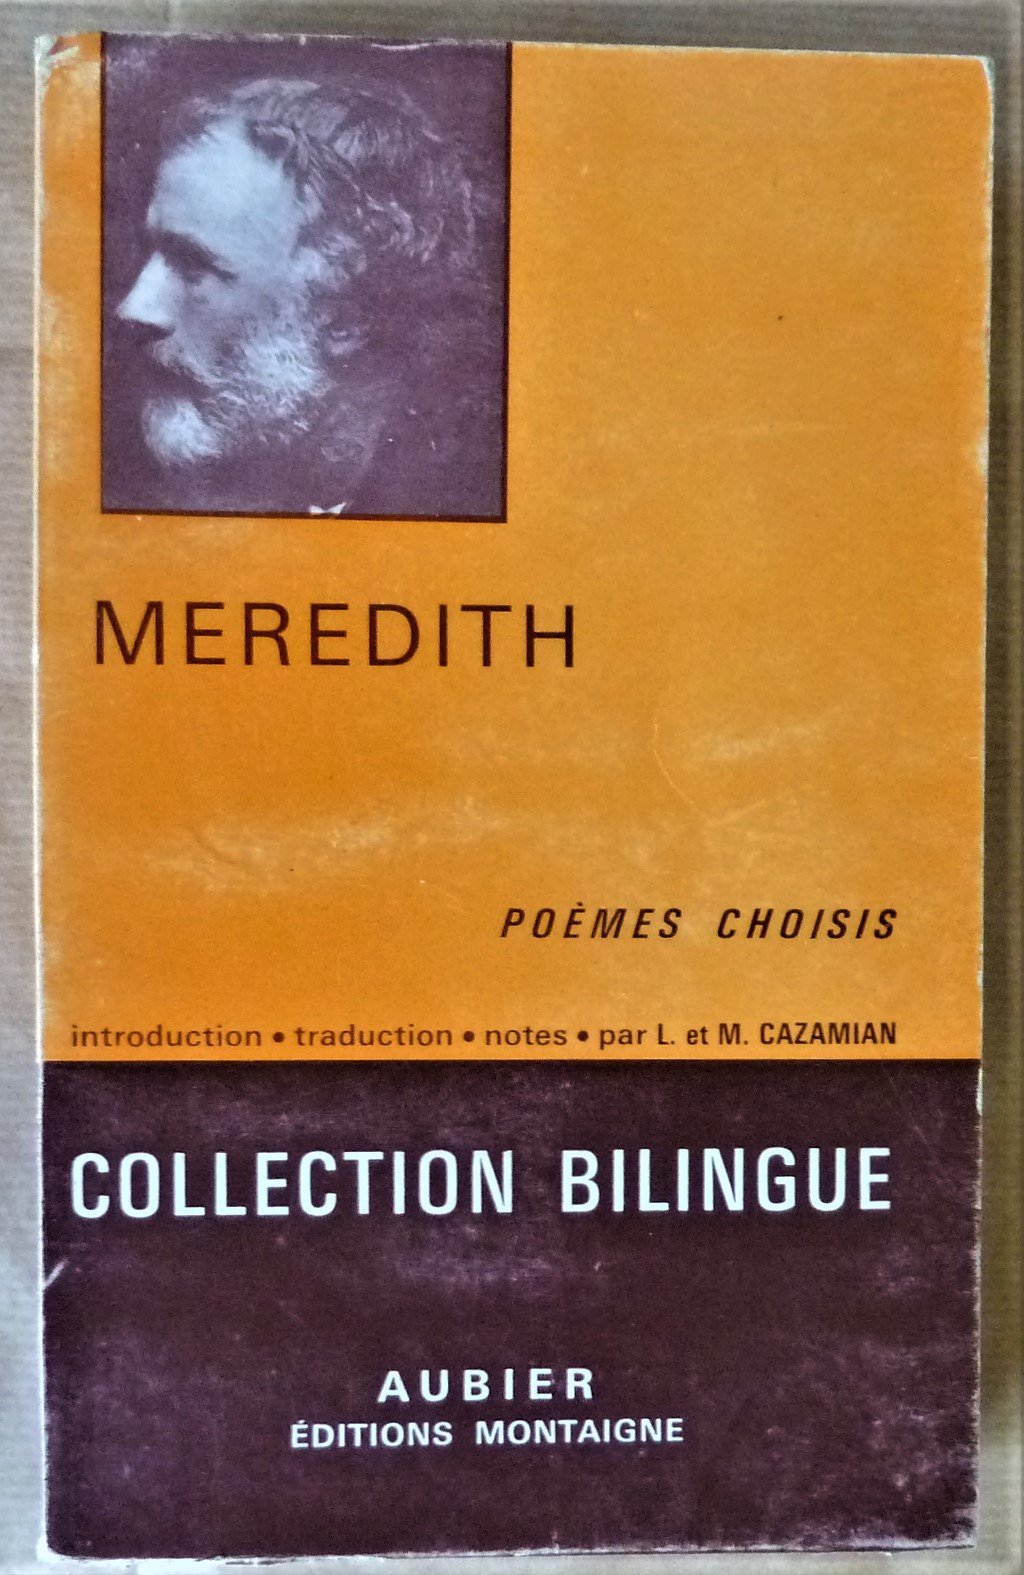 MEREDITH
POÈMES CHOISIS
introduction • traduction • notes • par L. et M. CAZAMIAN
COLLECTION BILINGUE
AUBIER
ÉDITIONS MONTAIGNE